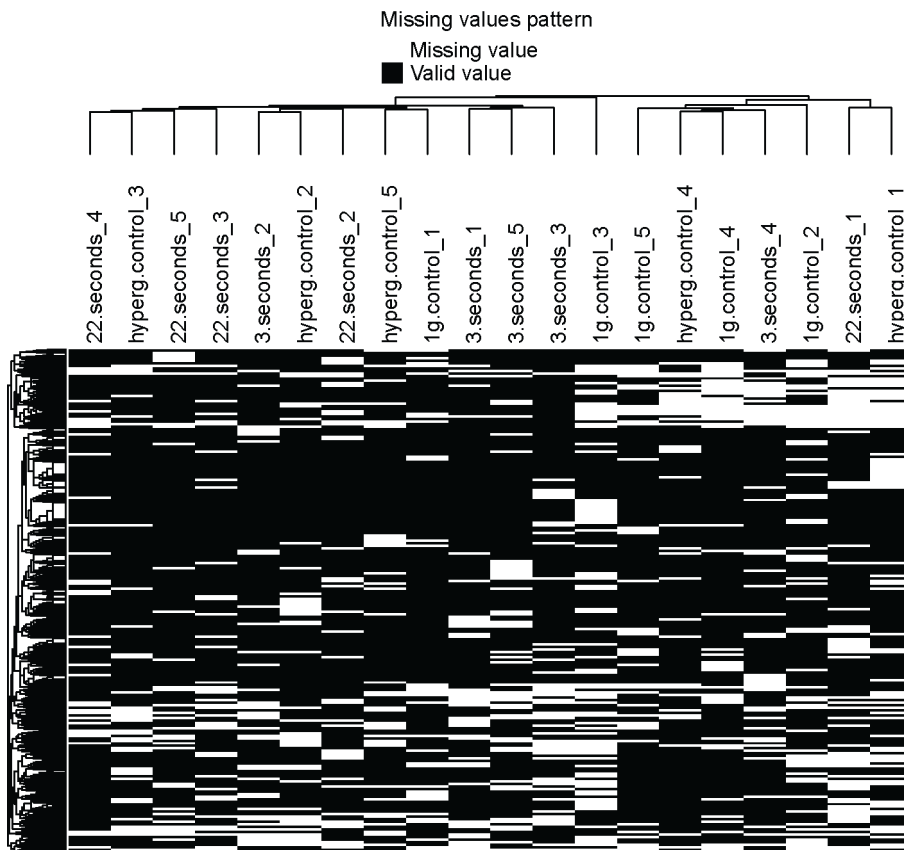 Missing values pattern
Missing value
Valid value
22.seconds_4
hyperg.control_3
22.seconds_5
22.seconds_3
3.seconds_2
hyperg.control_2
22.seconds_2
hyperg.control_5
1g.control_1
3.seconds_1
3.seconds_5
3.seconds_3
1g.control_3
1g.control_5
hyperg.control_4
1g.control_4
3.seconds_4
1g.control_2
22.seconds_1
hyperg.control_1